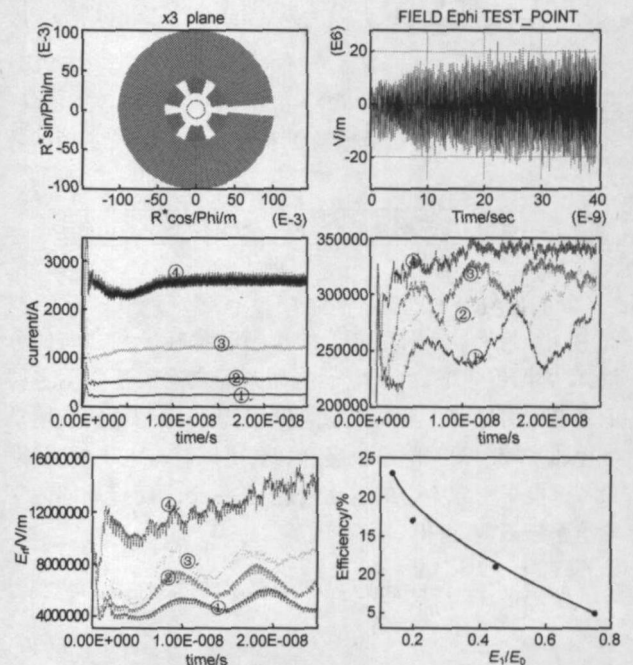 x3 plane
(E-3)
100
50
0
-50
-100
R*sin/Phi/m
-100 -50 0 50 100
R*cos/Phi/m
(E-3)
FIELD Ephi TEST_POINT
(E6)
20
0
-20
V/m
0 10 20 30 40
Time/sec
(E-9)
3000
2000
1000
0
current/A
④
③
②
①
0.00E+000 1.00E-008 2.00E-008
time/s
350000
300000
250000
200000
④
③
②
①
0.00E+000 1.00E-008 2.00E-008
time/s
16000000
12000000
8000000
4000000
④
③
②
①
0.00E+000 1.00E-008 2.00E-008
time/s
25
20
15
20
5
Efficiency/%
0.2 0.4 0.6 0.8
E₁/E₀